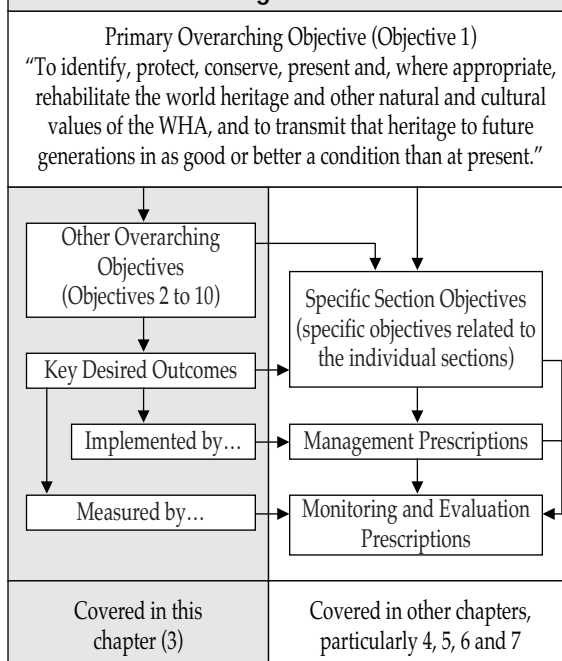 Primary Overarching Objective (Objective 1)
“To identify, protect, conserve, present and, where appropriate,
rehabilitate the world heritage and other natural and cultural
values of the WHA, and to transmit that heritage to future
generations in as good or better a condition than at present.”
Other Overarching
Objectives
(Objectives 2 to 10)
Specific Section Objectives
(specific objectives related to
the individual sections)
Key Desired Outcomes
Implemented by…
Management Prescriptions
Measured by…
Monitoring and Evaluation
Prescriptions
Covered in this
chapter (3)
Covered in other chapters,
particularly 4, 5, 6 and 7